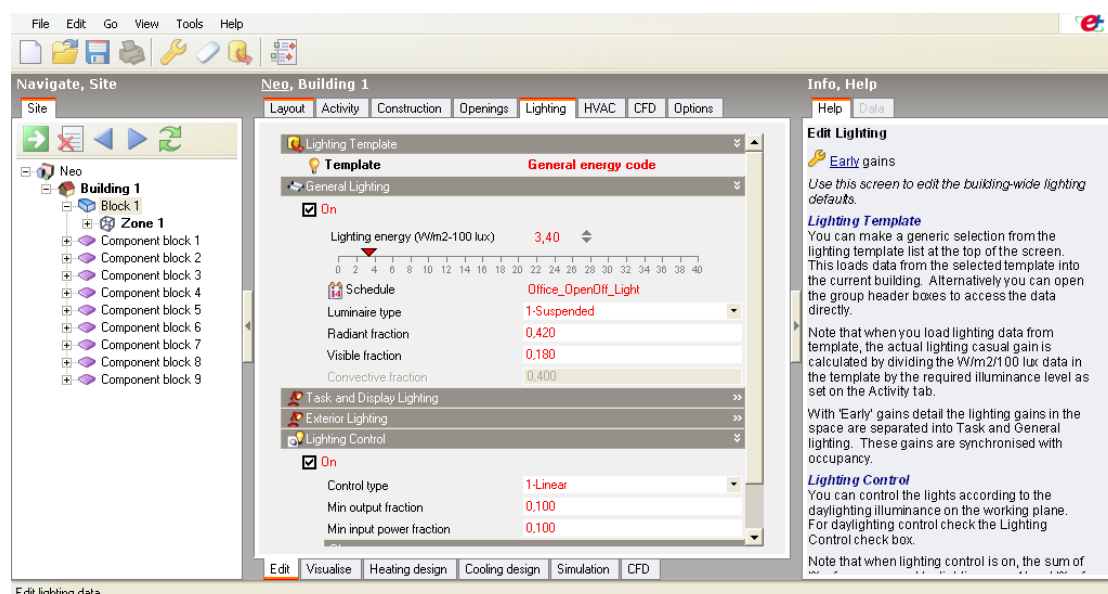 File Edit Go View Tools Help
Navigate, Site
Site
Neo
Building 1
Block 1
Zone 1
Component block 1
Component block 2
Component block 3
Component block 4
Component block 5
Component block 6
Component block 7
Component block 8
Component block 9
Neo, Building 1
Layout Activity Construction Openings Lighting HVAC CFD Options
Lighting Template
Template General energy code
General Lighting
On
Lighting energy (W/m2-100 lux) 3,40
0 2 4 6 8 10 12 14 16 18 20 22 24 26 28 30 32 34 36 38 40
14 Schedule Office_OpenOff_Light
Luminaire type 1-Suspended
Radiant fraction 0,420
Visible fraction 0,180
Convective fraction 0,400
Task and Display Lighting
Exterior Lighting
Lighting Control
On
Control type 1-Linear
Min output fraction 0,100
Min input power fraction 0,100
Edit Visualise Heating design Cooling design Simulation CFD
Info, Help
Help Data
Edit Lighting
Early gains
Use this screen to edit the building-wide lighting
defaults.
Lighting Template
You can make a generic selection from the
lighting template list at the top of the screen.
This loads data from the selected template into
the current building. Alternatively you can open
the group header boxes to access the data
directly.
Note that when you load lighting data from
template, the actual lighting casual gain is
calculated by dividing the W/m2/100 lux data in
the template by the required illuminance level as
set on the Activity tab.
With 'Early' gains detail the lighting gains in the
space are separated into Task and General
lighting. These gains are synchronised with
occupancy.
Lighting Control
You can control the lights according to the
daylighting illuminance on the working plane.
For daylighting control check the Lighting
Control check box.
Note that when lighting control is on, the sum of
Edit lighting data